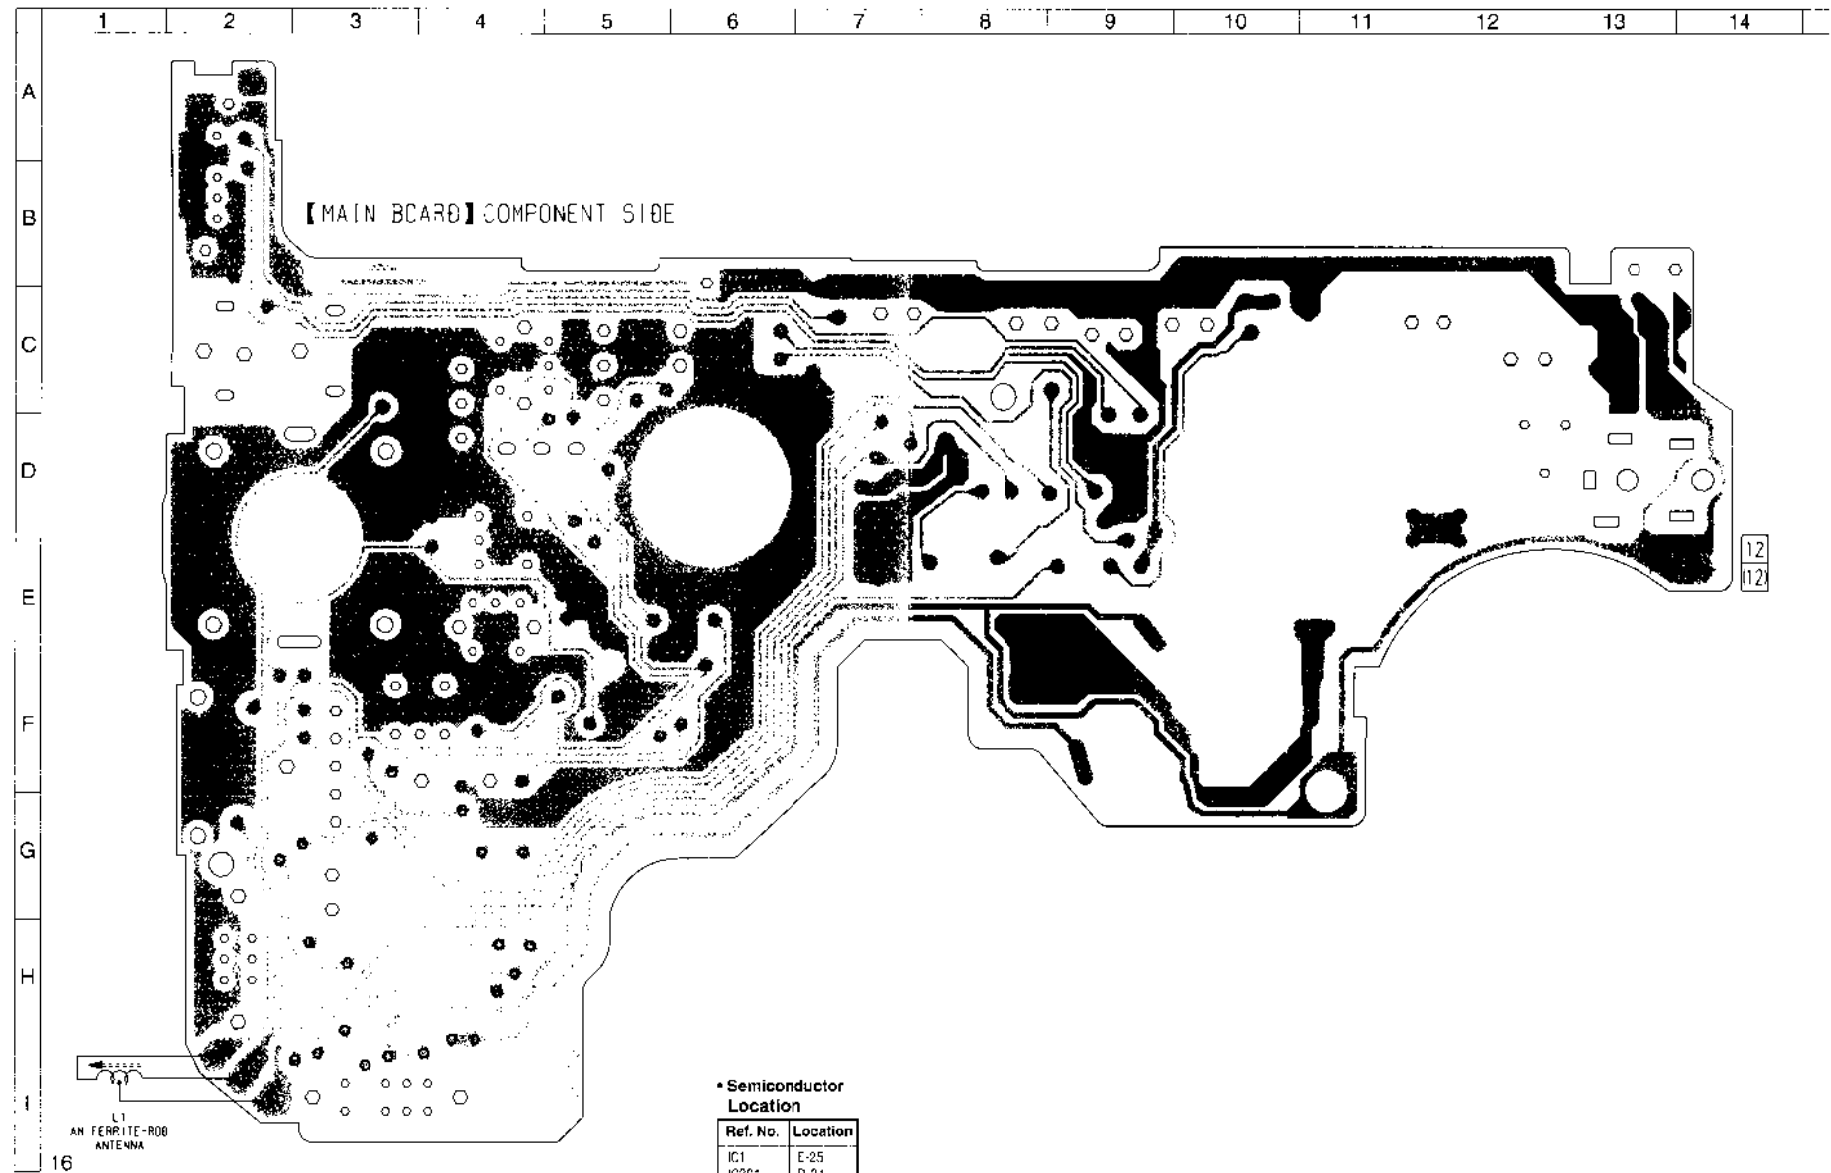 1 2 3 4 5 6 7 8 9 10 11 12 13 14
A
B
C
D
E
F
G
H
I
【MAIN BOARD】COMPONENT SIDE
12
(12)
L1
AM FERRITE-ROD
ANTENNA
• Semiconductor
Location
Ref. No. Location
IC1 E-25
16